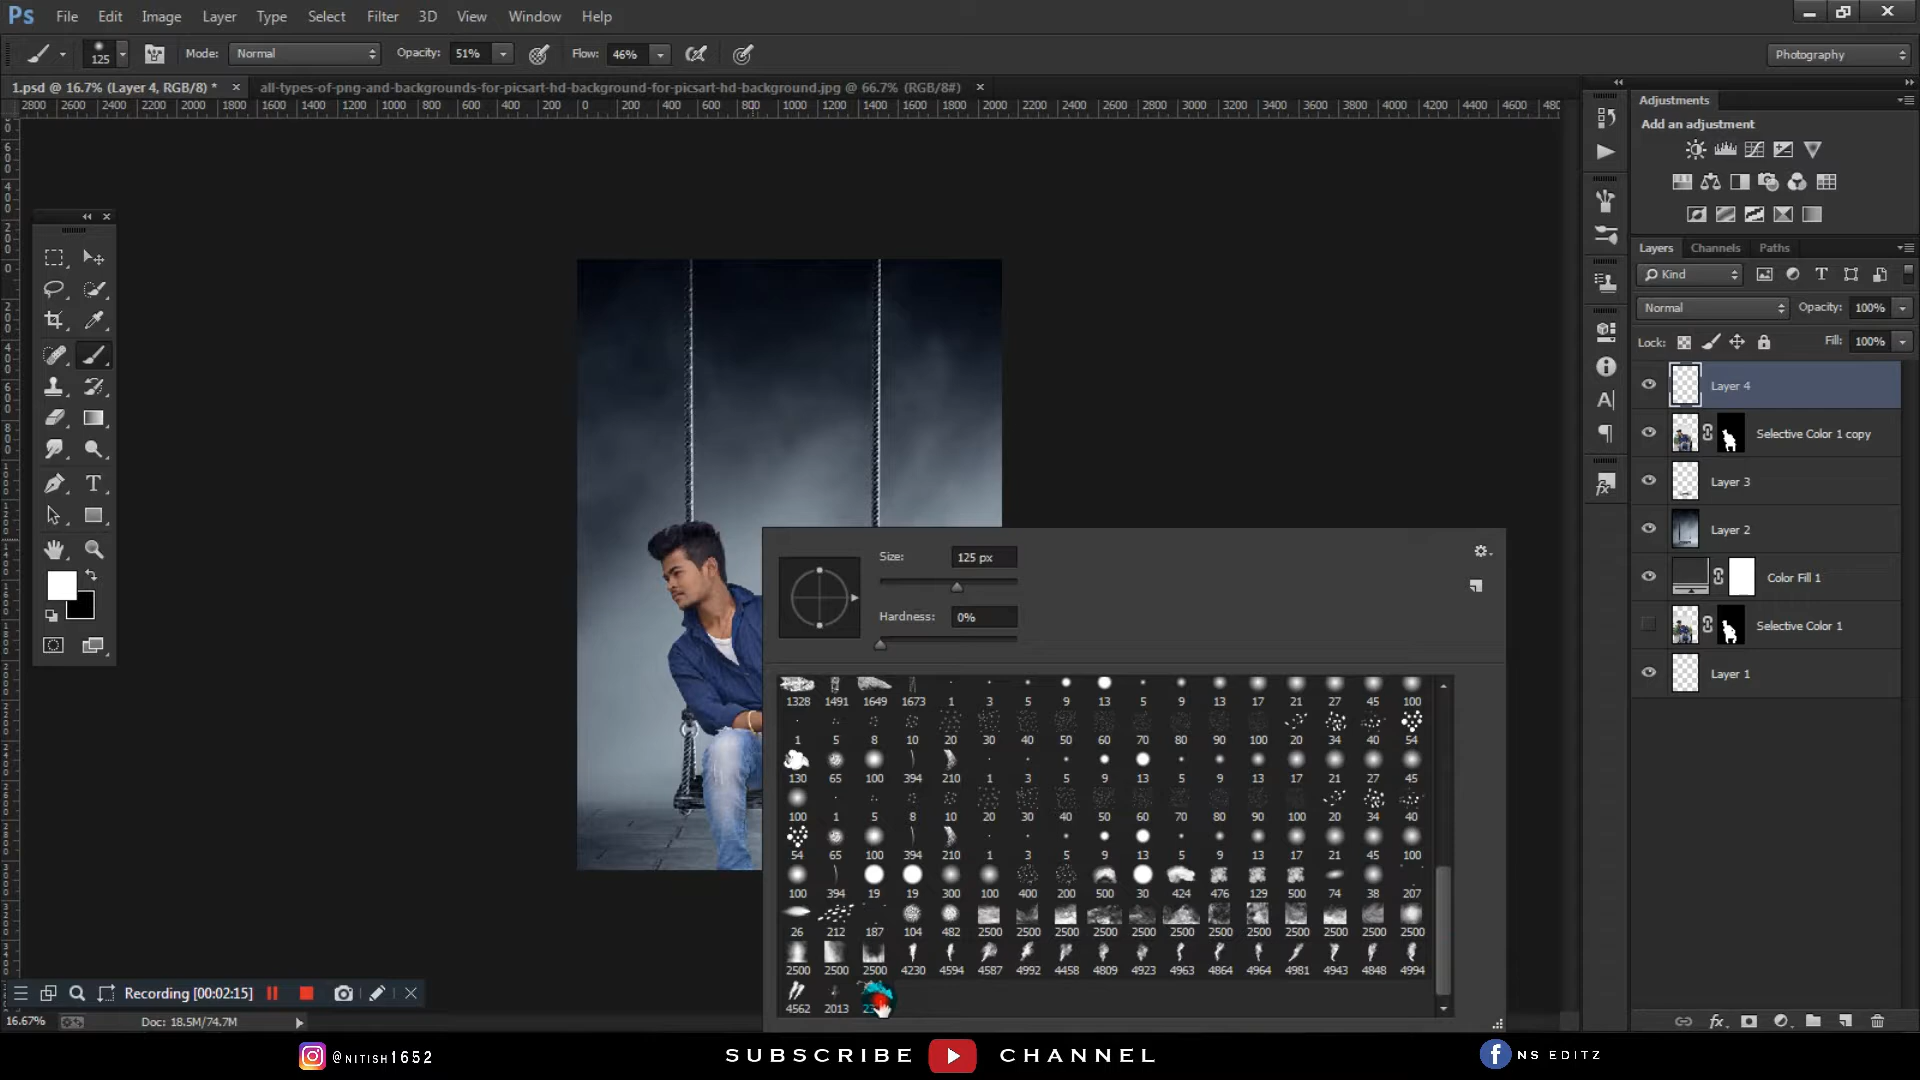 Ps File Edit Image Layer Type Select Filter 3D View Window Help
125 Mode: Normal Opacity: 51% Flow: 46% Photography
1.psd @ 16.7% (Layer 4, RGB/8) * × all-types-of-png-and-backgrounds-for-picsart-hd-background-for-picsart-hd-background.jpg @ 66.7% (RGB/8#) ×
2800 2600 2400 2200 2000 1800 1600 1400 1200 1000 800 600 400 200 0 200 400 600 800 1000 1200 1400 1600 1800 2000 2200 2400 2600 2800 3000 3200 3400 3600 3800 4000 4200 4400 4600 480
Adjustments
Add an adjustment
Layers Channels Paths
Kind
Normal Opacity: 100%
Lock: Fill: 100%
Layer 4
Selective Color 1 copy
Layer 3
Layer 2
Color Fill 1
Selective Color 1
Layer 1
Size: 125 px
Hardness: 0%
1328 1491 1649 1673 1 3 5 9 13 5 9 13 17 21 27 45 100
1 5 8 10 20 30 40 50 60 70 80 90 100 20 34 40 54
130 65 100 394 210 1 3 5 9 13 5 9 13 17 21 27 45
100 1 5 8 10 20 30 40 50 60 70 80 90 100 20 34 40
54 65 100 394 210 1 3 5 9 13 5 9 13 17 21 45 100
100 394 19 19 300 100 400 200 500 30 424 476 129 500 74 38 207
26 212 187 104 482 2500 2500 2500 2500 2500 2500 2500 2500 2500 2500 2500 2500
2500 2500 2500 4230 4594 4587 4992 4458 4809 4923 4963 4864 4964 4981 4943 4848 4994
4562 2013
Recording [00:02:15]
16.67% Doc: 18.5M/74.7M
@NITISH1652 SUBSCRIBE CHANNEL NS EDITZ